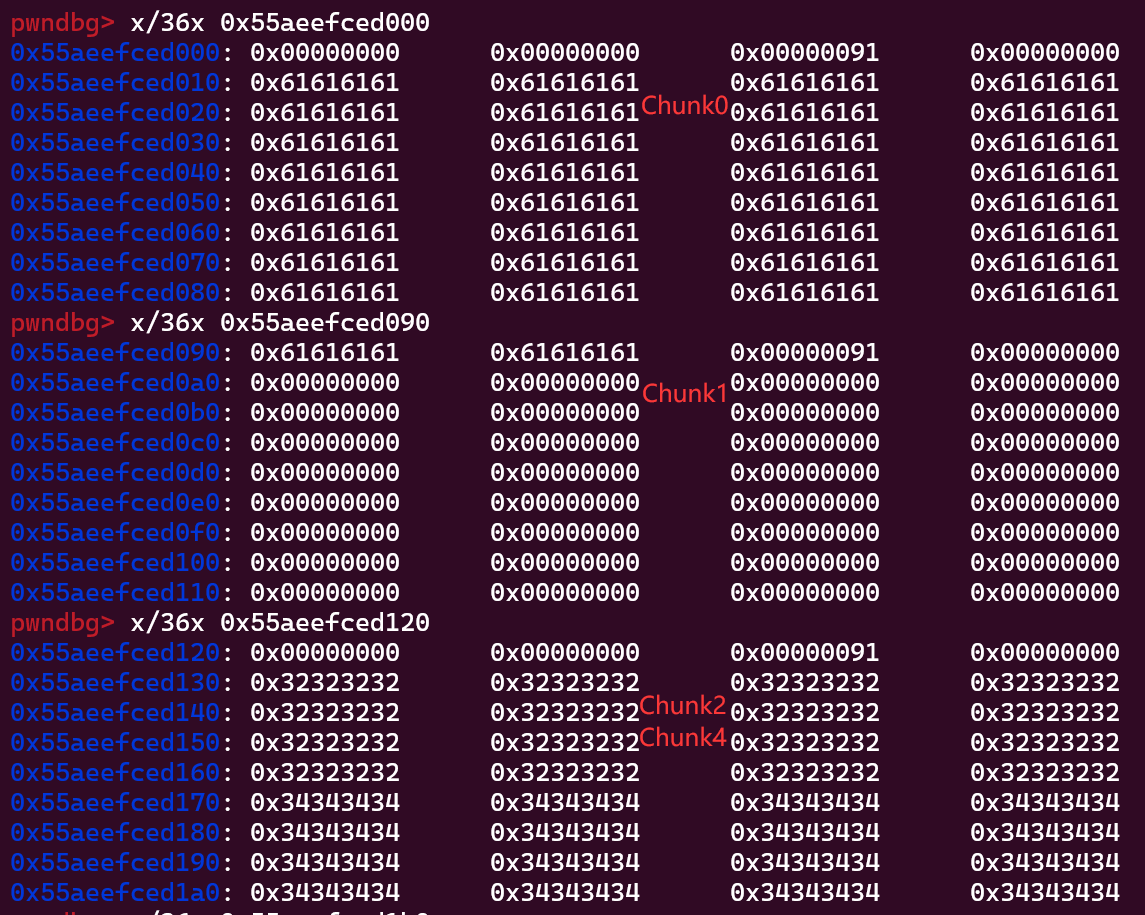 pwndbg> x/36x 0x55aeefced000
0x55aeefced000: 0x00000000 0x00000000 0x00000091 0x00000000
0x55aeefced010: 0x61616161 0x61616161 0x61616161 0x61616161
Chunk0
0x55aeefced020: 0x61616161 0x61616161 0x61616161 0x61616161
0x55aeefced030: 0x61616161 0x61616161 0x61616161 0x61616161
0x55aeefced040: 0x61616161 0x61616161 0x61616161 0x61616161
0x55aeefced050: 0x61616161 0x61616161 0x61616161 0x61616161
0x55aeefced060: 0x61616161 0x61616161 0x61616161 0x61616161
0x55aeefced070: 0x61616161 0x61616161 0x61616161 0x61616161
0x55aeefced080: 0x61616161 0x61616161 0x61616161 0x61616161
pwndbg> x/36x 0x55aeefced090
0x55aeefced090: 0x61616161 0x61616161 0x00000091 0x00000000
0x55aeefced0a0: 0x00000000 0x00000000 0x00000000 0x00000000
Chunk1
0x55aeefced0b0: 0x00000000 0x00000000 0x00000000 0x00000000
0x55aeefced0c0: 0x00000000 0x00000000 0x00000000 0x00000000
0x55aeefced0d0: 0x00000000 0x00000000 0x00000000 0x00000000
0x55aeefced0e0: 0x00000000 0x00000000 0x00000000 0x00000000
0x55aeefced0f0: 0x00000000 0x00000000 0x00000000 0x00000000
0x55aeefced100: 0x00000000 0x00000000 0x00000000 0x00000000
0x55aeefced110: 0x00000000 0x00000000 0x00000000 0x00000000
pwndbg> x/36x 0x55aeefced120
0x55aeefced120: 0x00000000 0x00000000 0x00000091 0x00000000
0x55aeefced130: 0x32323232 0x32323232 0x32323232 0x32323232
Chunk2
0x55aeefced140: 0x32323232 0x32323232 0x32323232 0x32323232
Chunk4
0x55aeefced150: 0x32323232 0x32323232 0x32323232 0x32323232
0x55aeefced160: 0x32323232 0x32323232 0x32323232 0x32323232
0x55aeefced170: 0x34343434 0x34343434 0x34343434 0x34343434
0x55aeefced180: 0x34343434 0x34343434 0x34343434 0x34343434
0x55aeefced190: 0x34343434 0x34343434 0x34343434 0x34343434
0x55aeefced1a0: 0x34343434 0x34343434 0x34343434 0x34343434